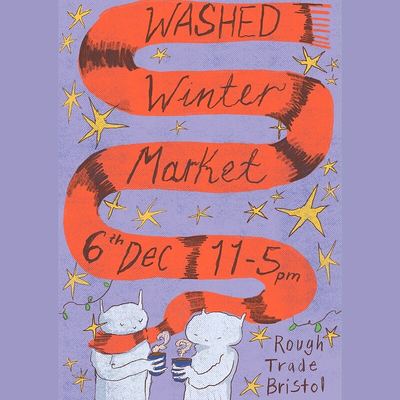 WASHED
Winter
Market
6th Dec | 11-5pm
Rough
Trade
Bristol